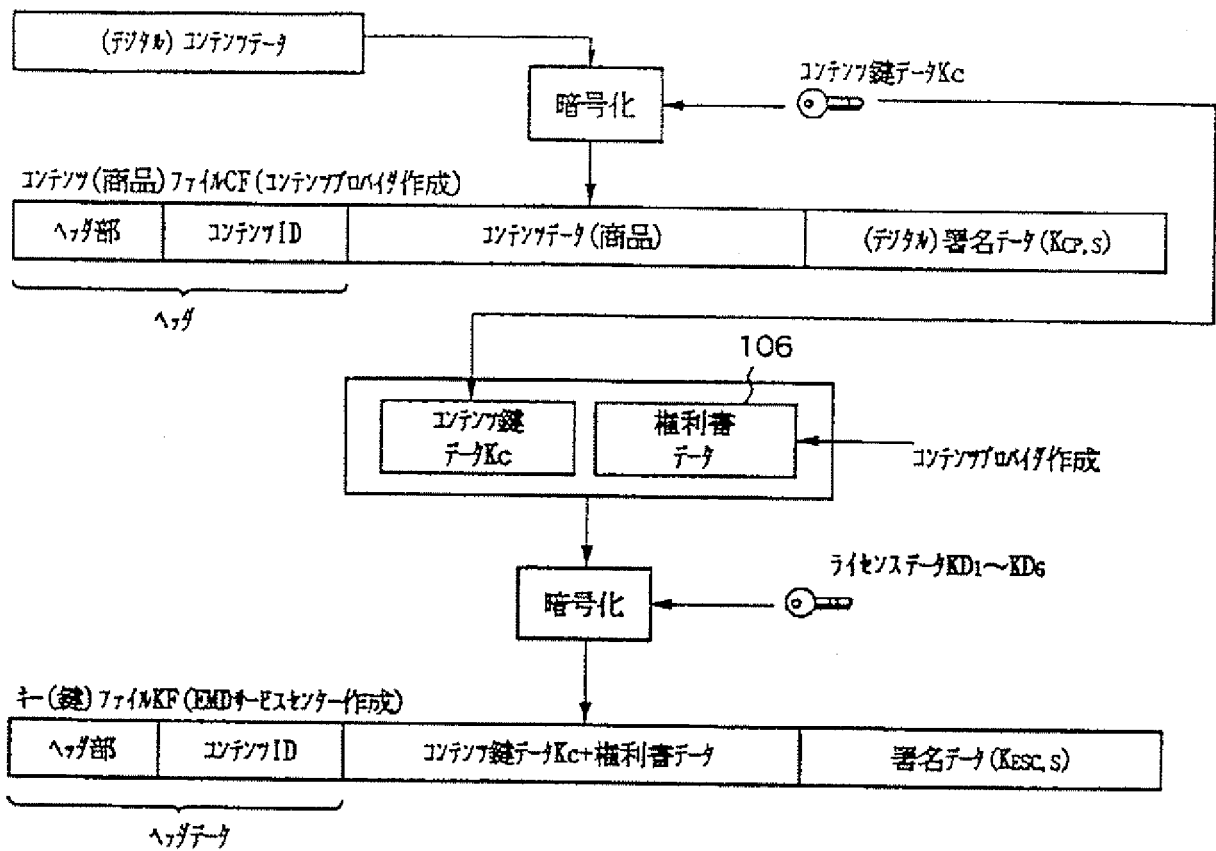 (デジタル) コンテンツデータ
暗号化
コンテンツ鍵データKc
コンテンツ(商品)ファイルCF(コンテンツプロバイダ作成)
ヘッダ部
コンテンツID
コンテンツデータ(商品)
(デジタル)署名データ(KCP,S)
ヘッダ
106
コンテンツ鍵
データKc
権利書
データ
コンテンツプロバイダ作成
暗号化
ライセンスデータKD1〜KD6
キー(鍵)ファイルKF(EMDサービスセンター作成)
ヘッダ部
コンテンツID
コンテンツ鍵データKc+権利書データ
署名データ(KESC,S)
ヘッダデータ